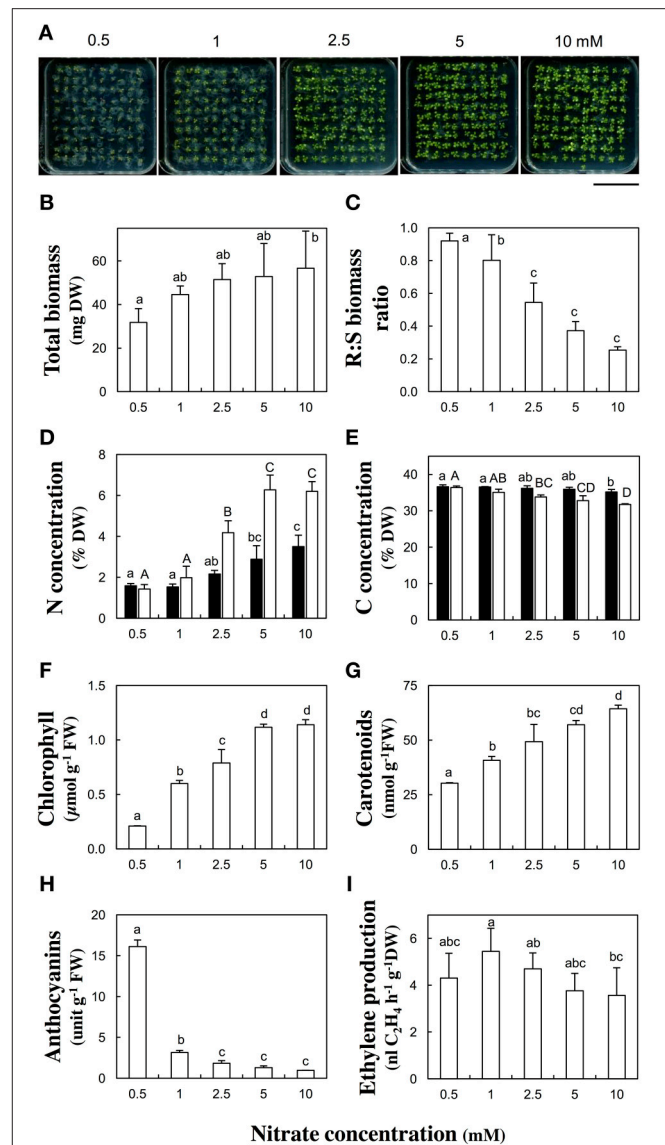 A
0.5 1 2.5 5 10 mM
B
Total biomass
(mg DW)
60
40
20
0
a ab ab ab b
0.5 1 2.5 5 10
C
R:S biomass
ratio
1.0
0.8
0.6
0.4
0.2
0
a b c c c
0.5 1 2.5 5 10
D
N concentration
(% DW)
8
6
4
2
0
a A a A ab B bc C c C
0.5 1 2.5 5 10
E
C concentration
(% DW)
40
30
20
10
0
a A a AB ab BC ab CD b D
0.5 1 2.5 5 10
F
Chlorophyll
(µmol g-1 FW)
1.5
1.0
0.5
0.0
a b c d d
0.5 1 2.5 5 10
G
Carotenoids
(nmol g-1FW)
75
50
25
0
a b bc cd d
0.5 1 2.5 5 10
H
Anthocyanins
(unit g-1 FW)
20
15
10
5
0
a b c c c
0.5 1 2.5 5 10
I
Ethylene production
(nl C2H4 h-1 g-1DW)
6
4
2
0
abc a ab abc bc
0.5 1 2.5 5 10
Nitrate concentration (mM)